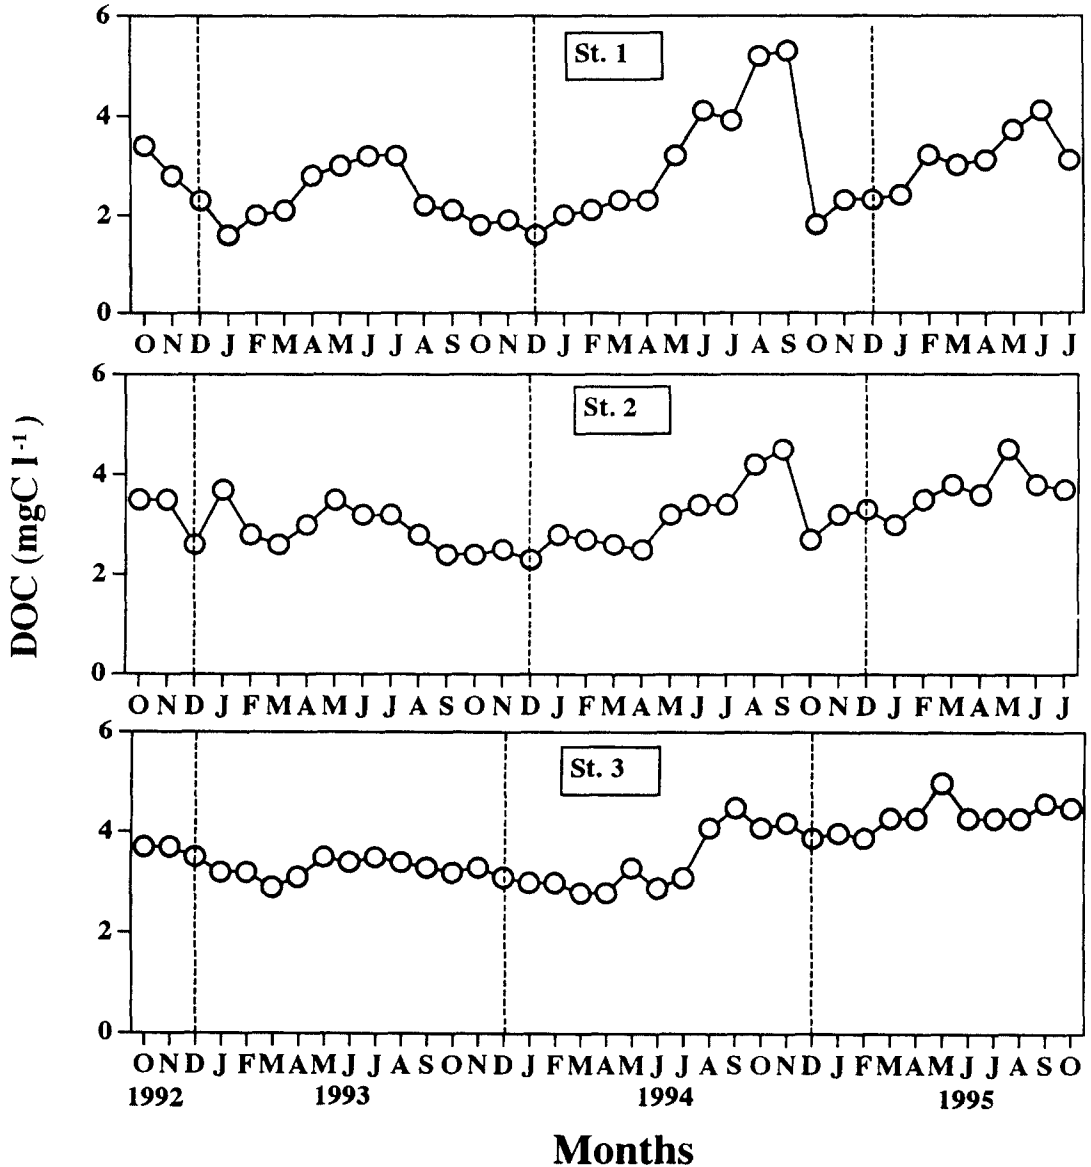 6
St. 1
4
2
0
O N D J F M A M J J A S O N D J F M A M J J A S O N D J F M A M J J
6
St. 2
4
2
0
O N D J F M A M J J A S O N D J F M A M J J A S O N D J F M A M J J
6
St. 3
4
2
0
O N D J F M A M J J A S O N D J F M A M J J A S O N D J F M A M J J A S O
1992 1993 1994 1995
DOC (mgC l⁻¹)
Months